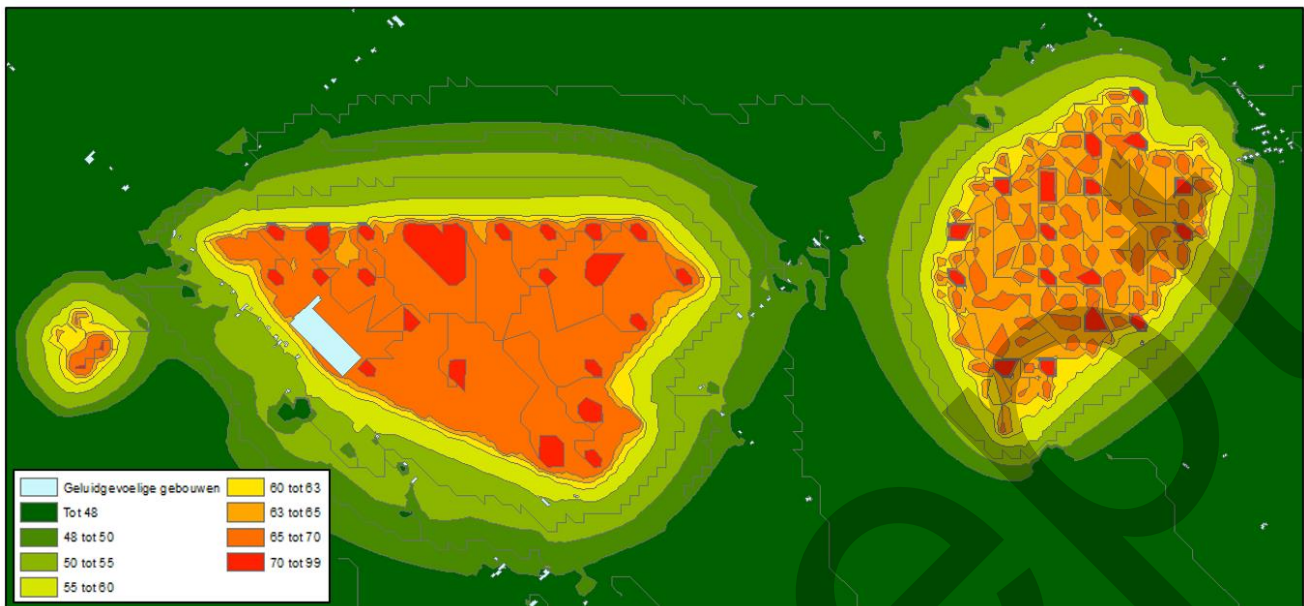 Geluidgevoelige gebouwen
Tot 48
48 tot 50
50 tot 55
55 tot 60
60 tot 63
63 tot 65
65 tot 70
70 tot 99